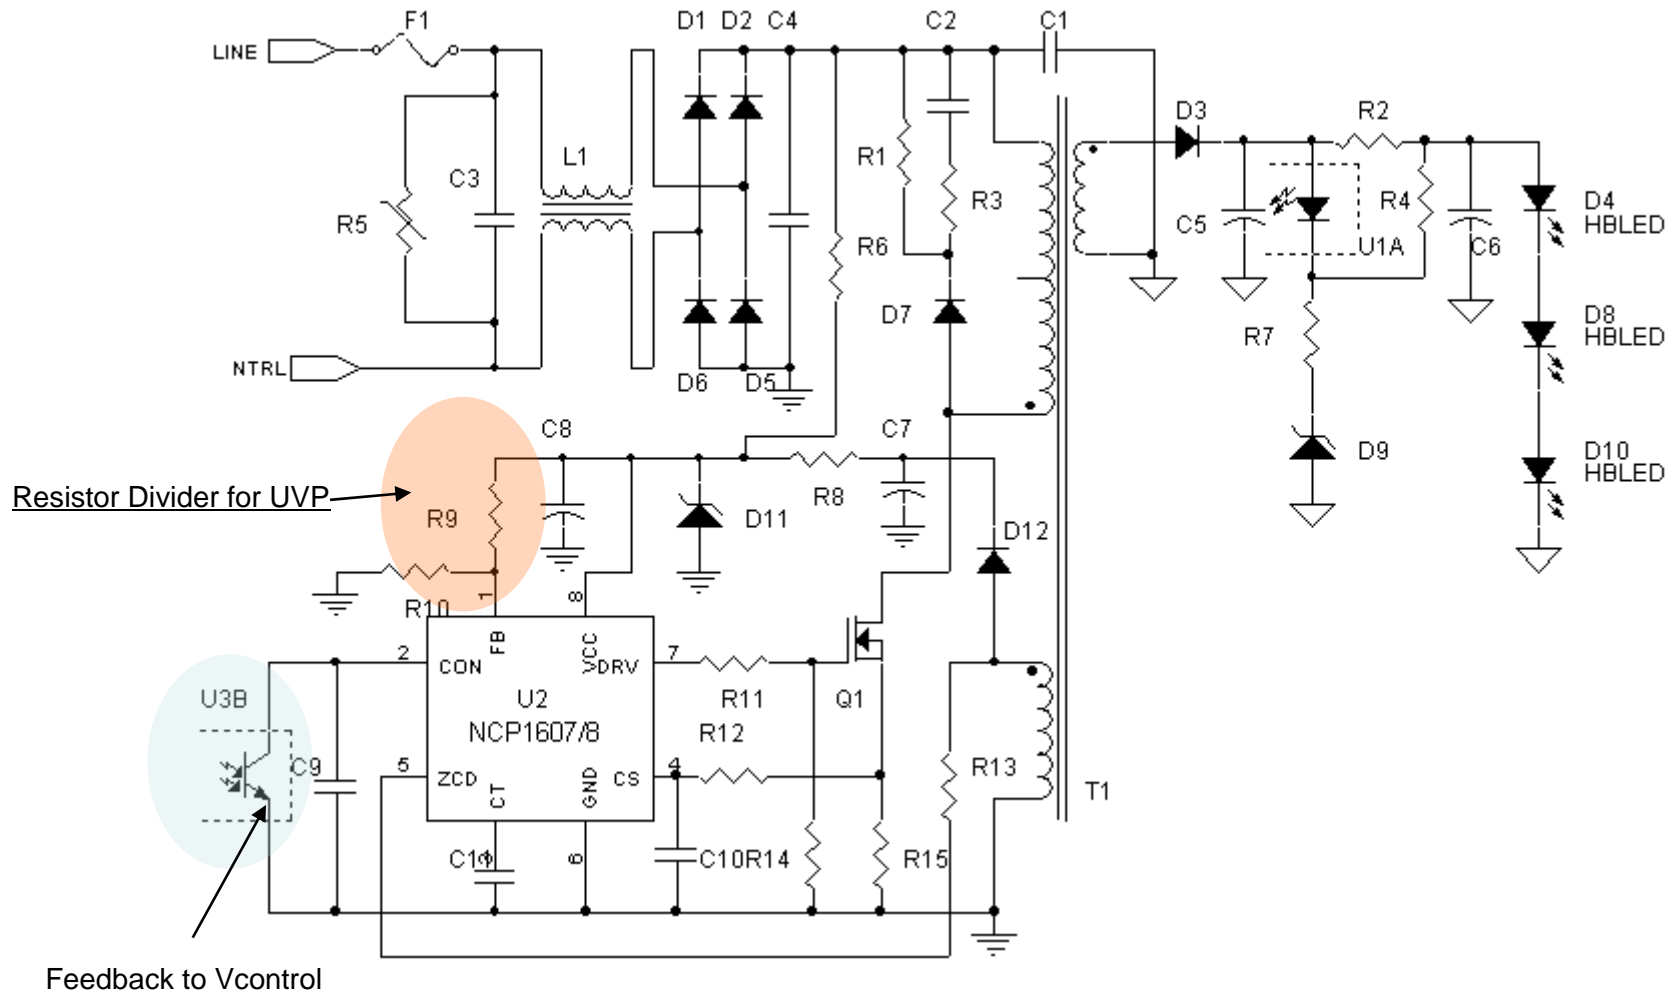 F1
D1 D2 C4
C2
C1
LINE
D3
R2
L1
C3
R1
R5
R3
R4
C5
D4
HBLED
R6
U1A
C6
D7
D8
HBLED
R7
NTRL
D6
D5
C8
C7
D9
D10
HBLED
Resistor Divider for UVP
R9
R8
D11
D12
R10
1
8
FB
VCC
2
CON
DRV
7
U3B
U2
R11
Q1
NCP1607/8
R12
C9
5
ZCD
CT
GND
CS
4
R13
T1
C11
3
6
C10
R14
R15
Feedback to Vcontrol